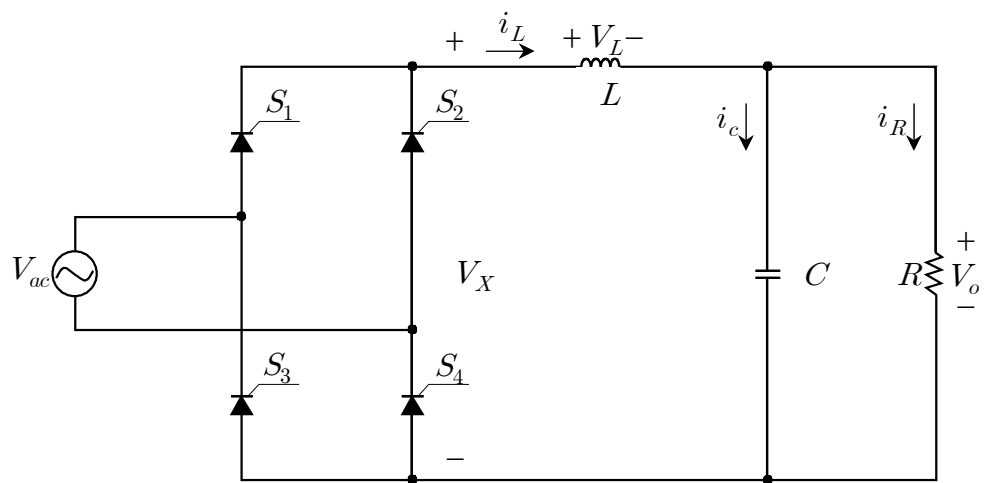 + i_L + V_L −
L
S_1 S_2
i_c i_R
V_ac V_X C R + V_o −
S_3 S_4
−